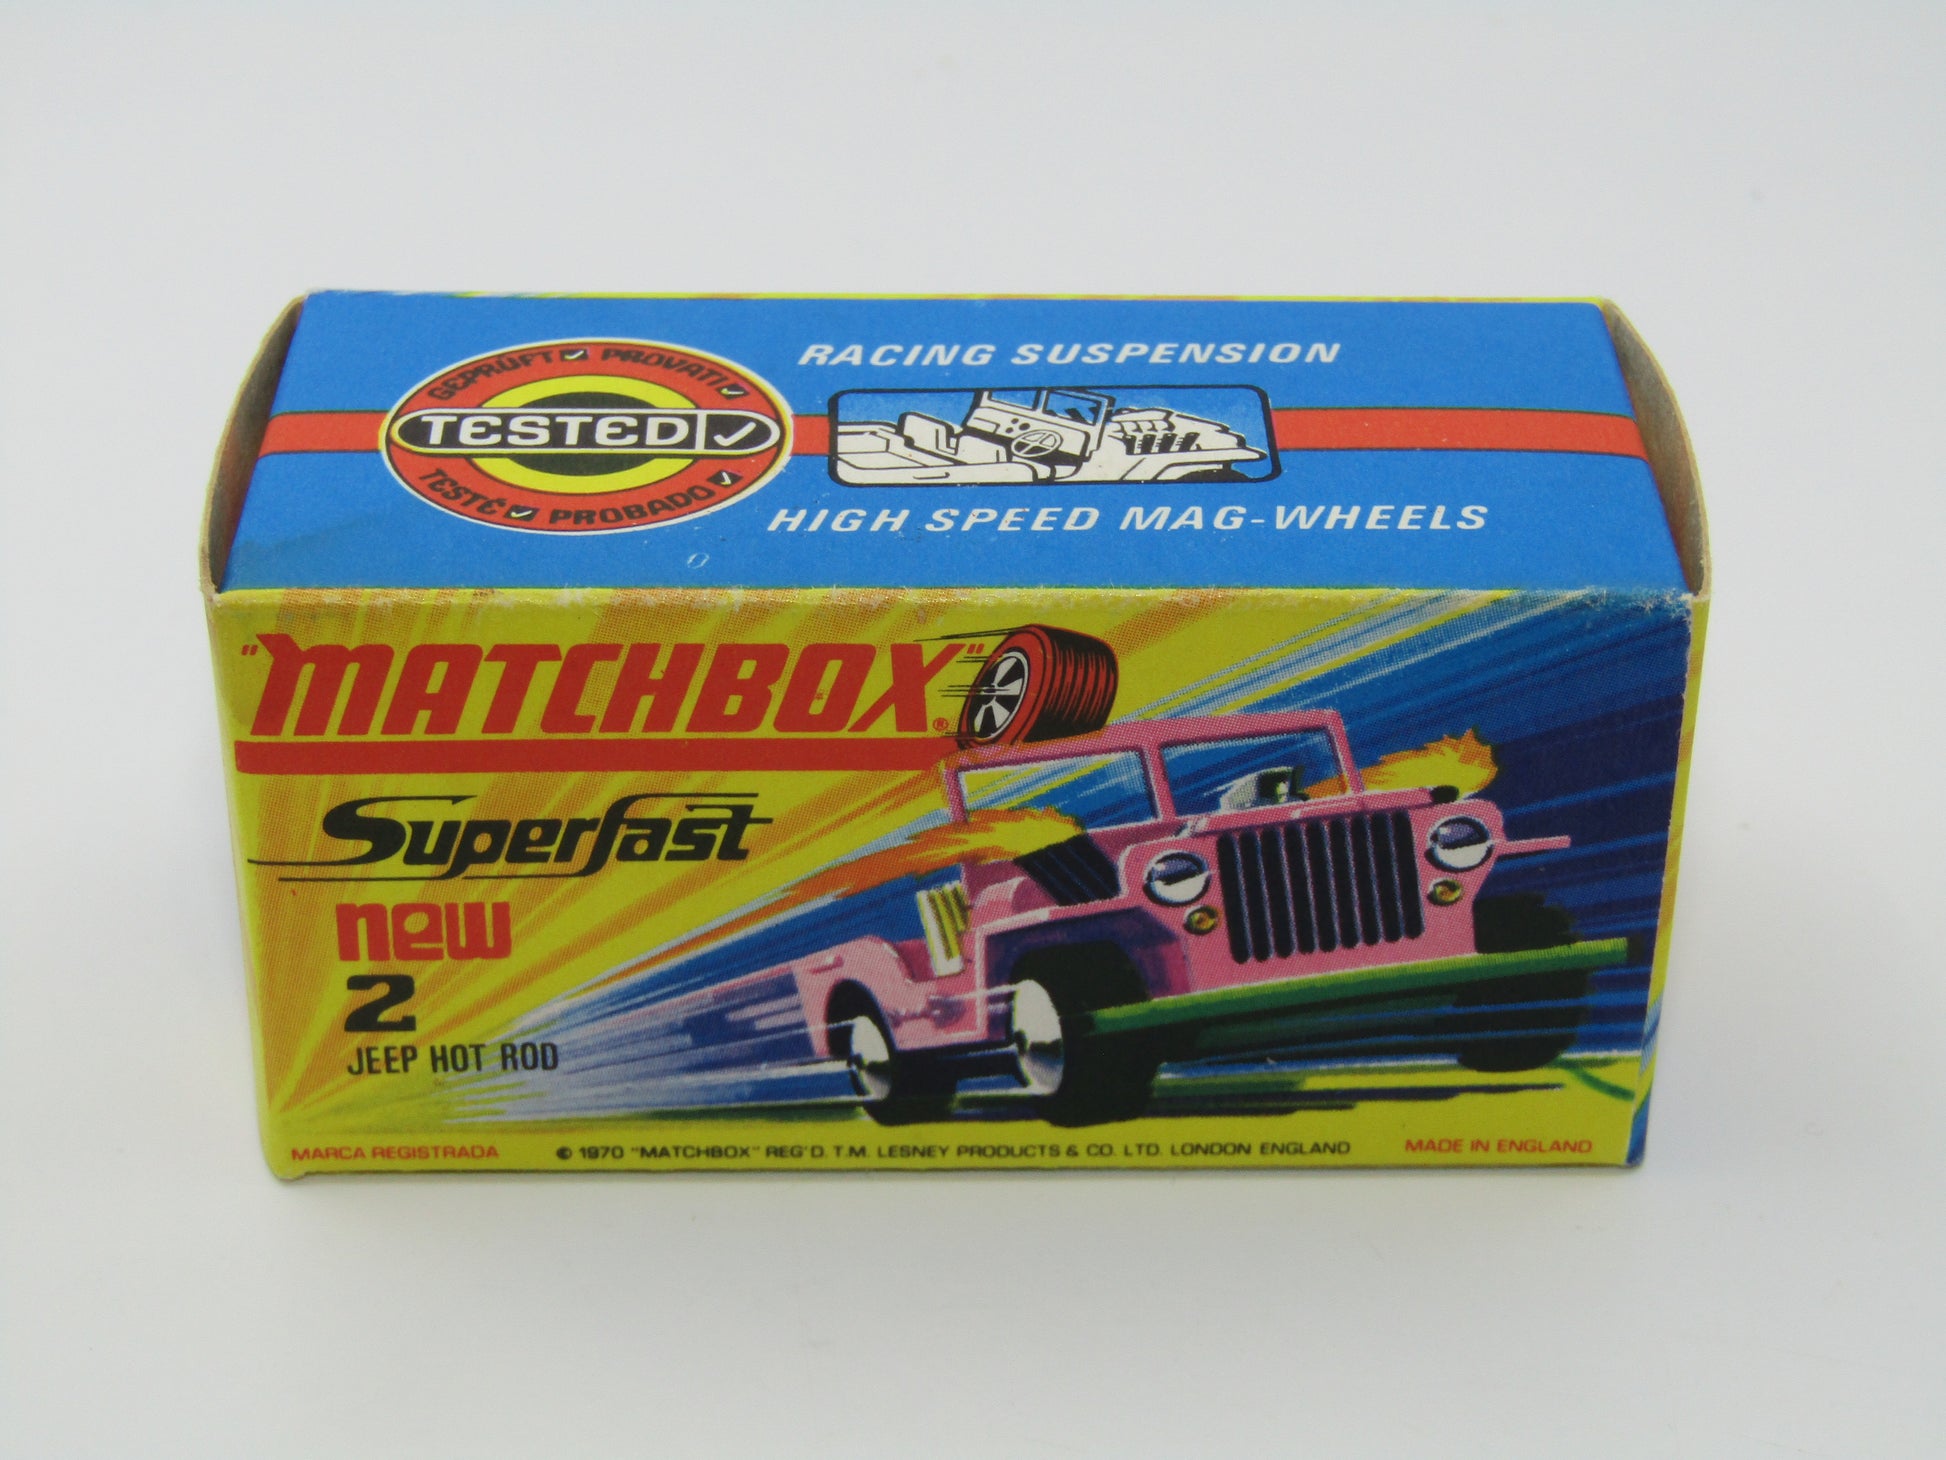 GEPRÜFT PROVATI
TESTED
TESTÉ PROBADO
RACING SUSPENSION
HIGH SPEED MAG-WHEELS
"MATCHBOX"®
Superfast
new
2
JEEP HOT ROD
MARCA REGISTRADA © 1970 "MATCHBOX" REG'D. T.M. LESNEY PRODUCTS & CO. LTD. LONDON ENGLAND MADE IN ENGLAND